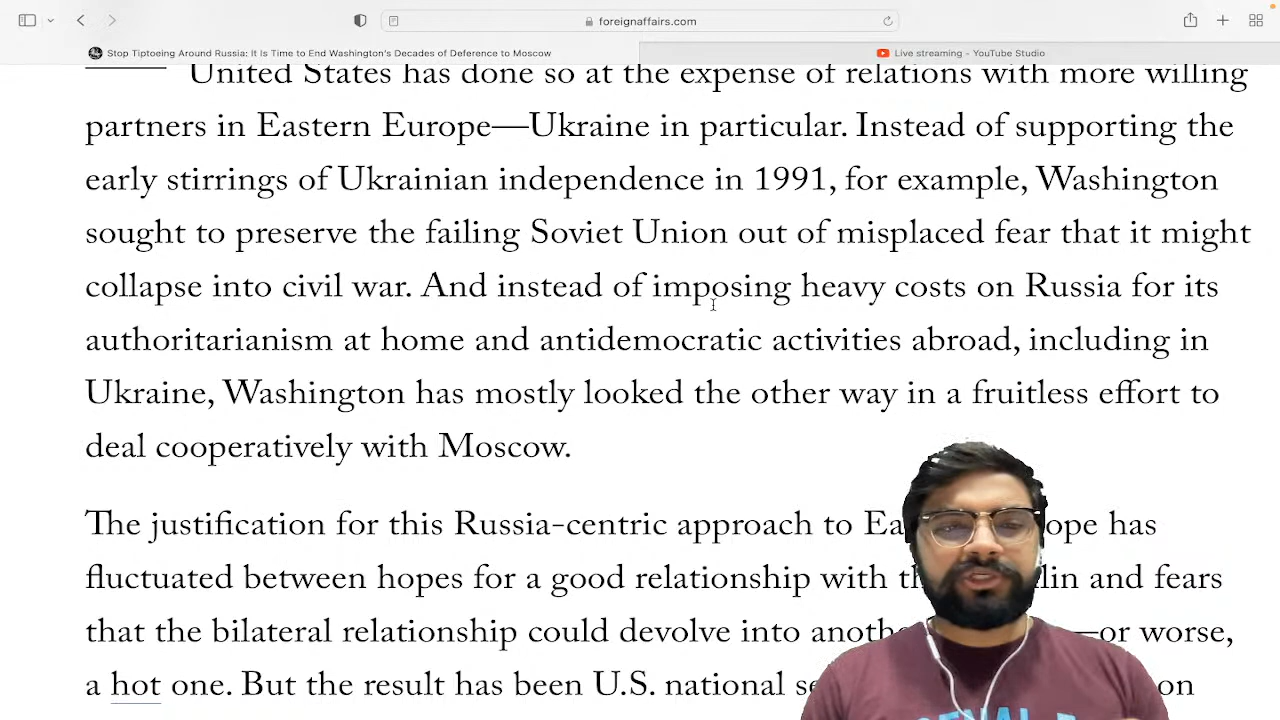 foreignaffairs.com
Stop Tiptoeing Around Russia: It Is Time to End Washington's Decades of Deference to Moscow
Live streaming - YouTube Studio
United States has done so at the expense of relations with more willing
partners in Eastern Europe—Ukraine in particular. Instead of supporting the
early stirrings of Ukrainian independence in 1991, for example, Washington
sought to preserve the failing Soviet Union out of misplaced fear that it might
collapse into civil war. And instead of imposing heavy costs on Russia for its
authoritarianism at home and antidemocratic activities abroad, including in
Ukraine, Washington has mostly looked the other way in a fruitless effort to
deal cooperatively with Moscow.
The justification for this Russia-centric approach to has
fluctuated between hopes for a good relationship with and fears
that the bilateral relationship could devolve into —or worse,
a hot one. But the result has been U.S. national on